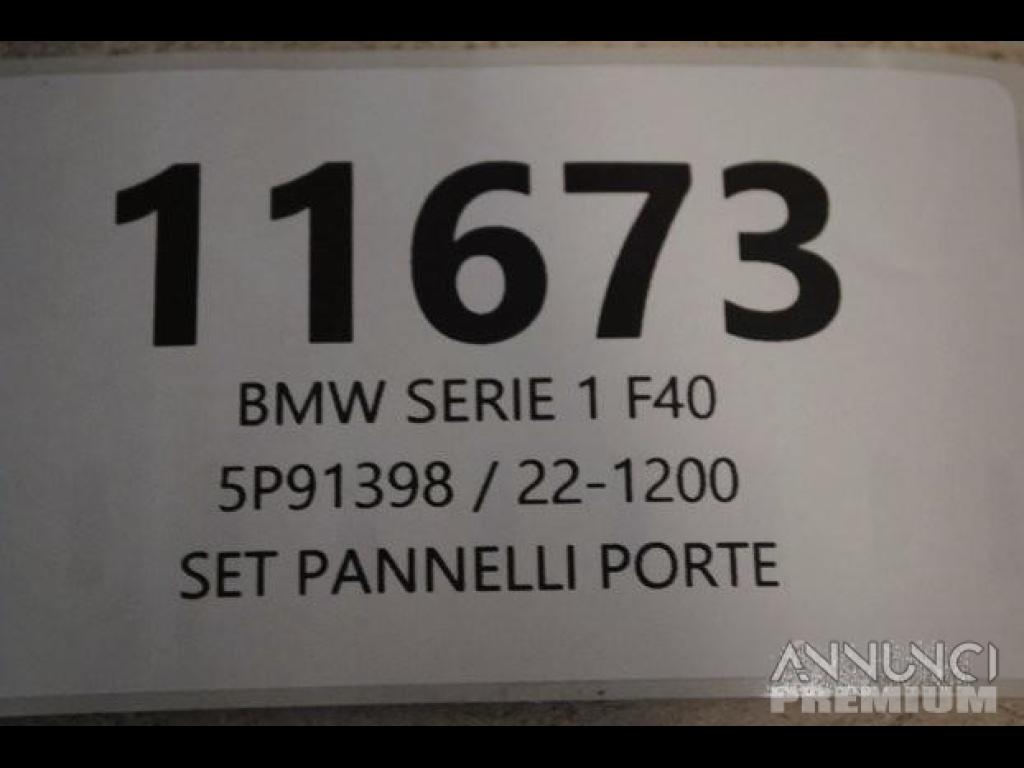 11673
BMW SERIE 1 F40
5P91398 / 22-1200
SET PANNELLI PORTE
ANNUNCI
PREMIUM